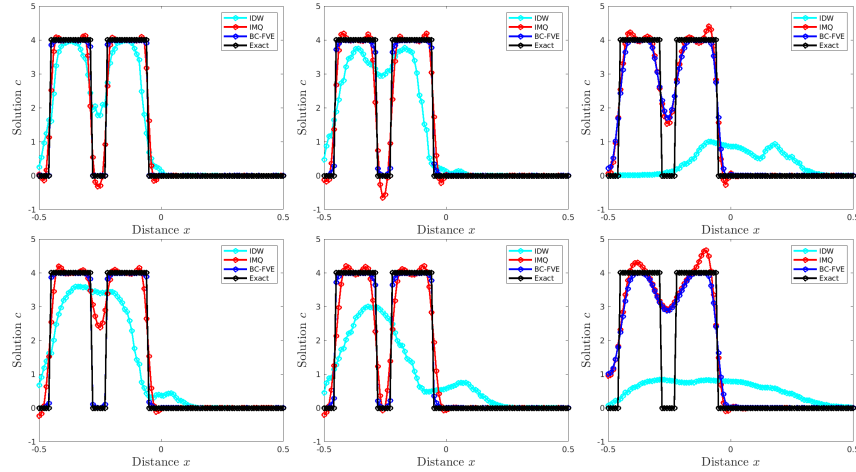 5
4
3
2
1
0
-1
-0.5
0
0.5
Solution c
Distance x
IDW
IMQ
BC-FVE
Exact
5
4
3
2
1
0
-1
-0.5
0
0.5
Solution c
Distance x
IDW
IMQ
BC-FVE
Exact
5
4
3
2
1
0
-1
-0.5
0
0.5
Solution c
Distance x
IDW
IMQ
BC-FVE
Exact
5
4
3
2
1
0
-1
-0.5
0
0.5
Solution c
Distance x
IDW
IMQ
BC-FVE
Exact
5
4
3
2
1
0
-1
-0.5
0
0.5
Solution c
Distance x
IDW
IMQ
BC-FVE
Exact
5
4
3
2
1
0
-1
-0.5
0
0.5
Solution c
Distance x
IDW
IMQ
BC-FVE
Exact